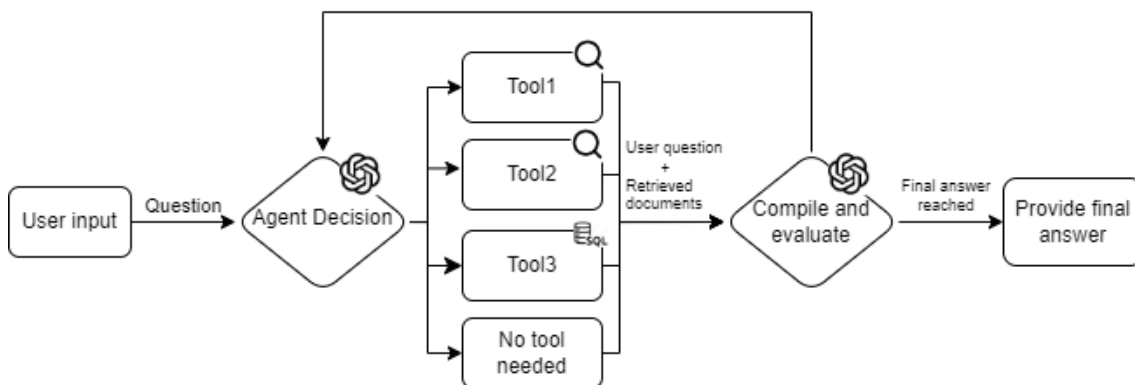 User input
Question
Agent Decision
Tool1
Tool2
Tool3
SQL
No tool
needed
User question
+
Retrieved
documents
Compile and
evaluate
Final answer
reached
Provide final
answer